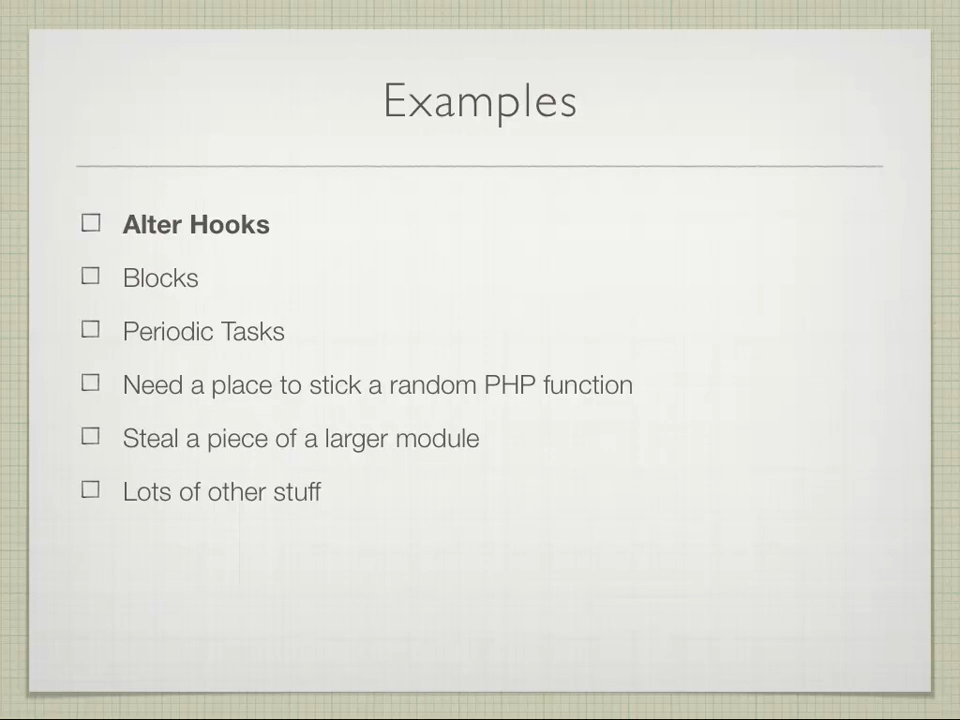 Examples
Alter Hooks
Blocks
Periodic Tasks
Need a place to stick a random PHP function
Steal a piece of a larger module
Lots of other stuff